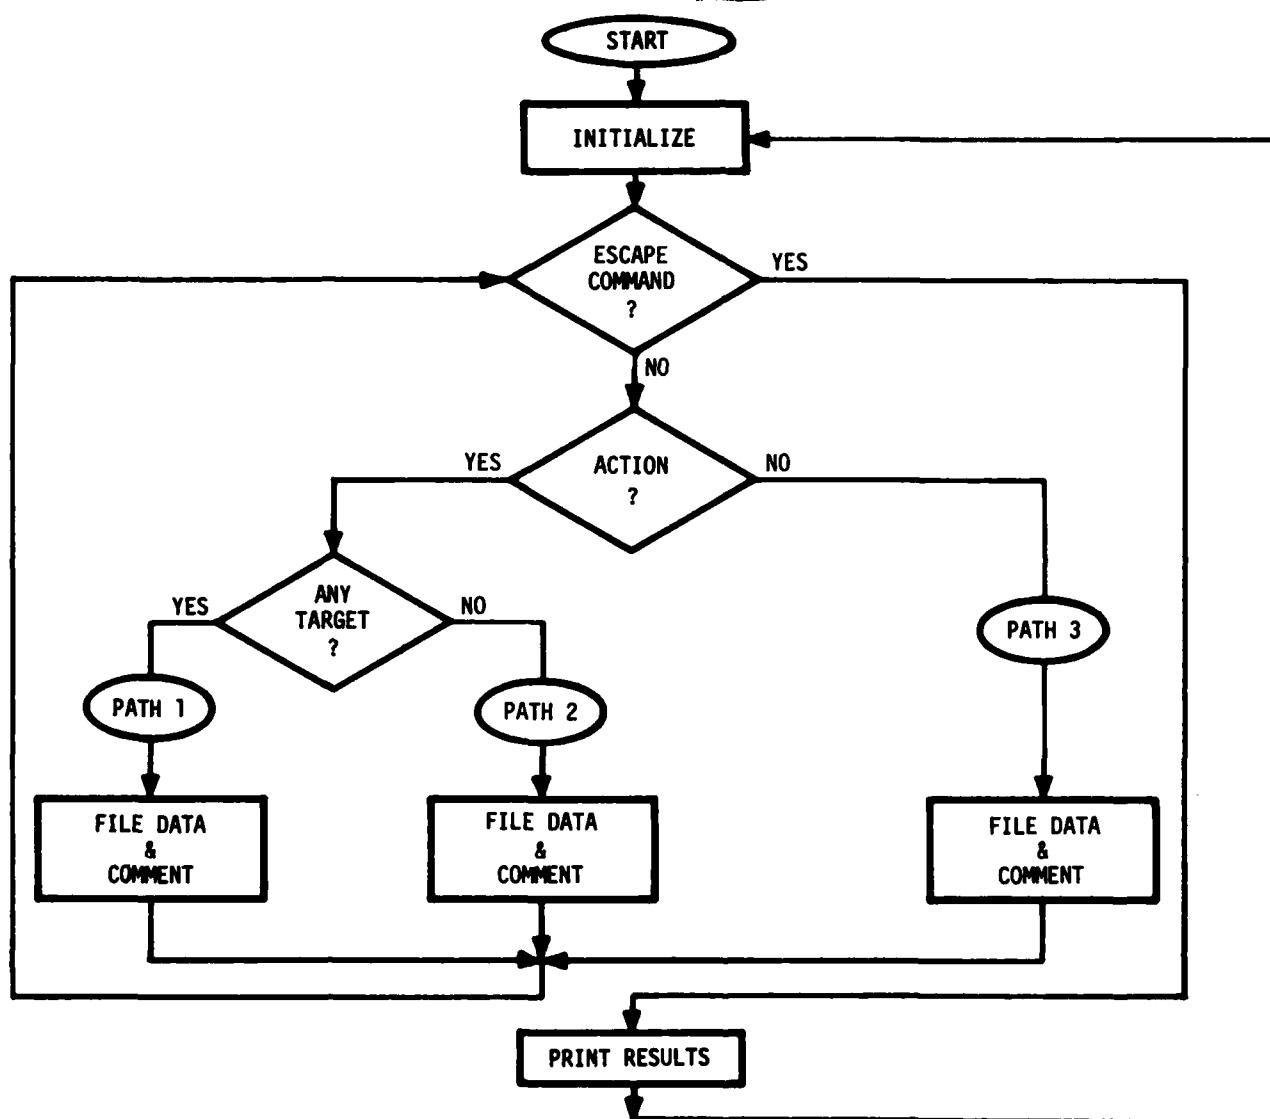 START
INITIALIZE
ESCAPE
COMMAND
?
YES
NO
ACTION
?
YES
NO
ANY
TARGET
?
YES
NO
PATH 3
PATH 1
PATH 2
FILE DATA
&
COMMENT
FILE DATA
&
COMMENT
FILE DATA
&
COMMENT
PRINT RESULTS